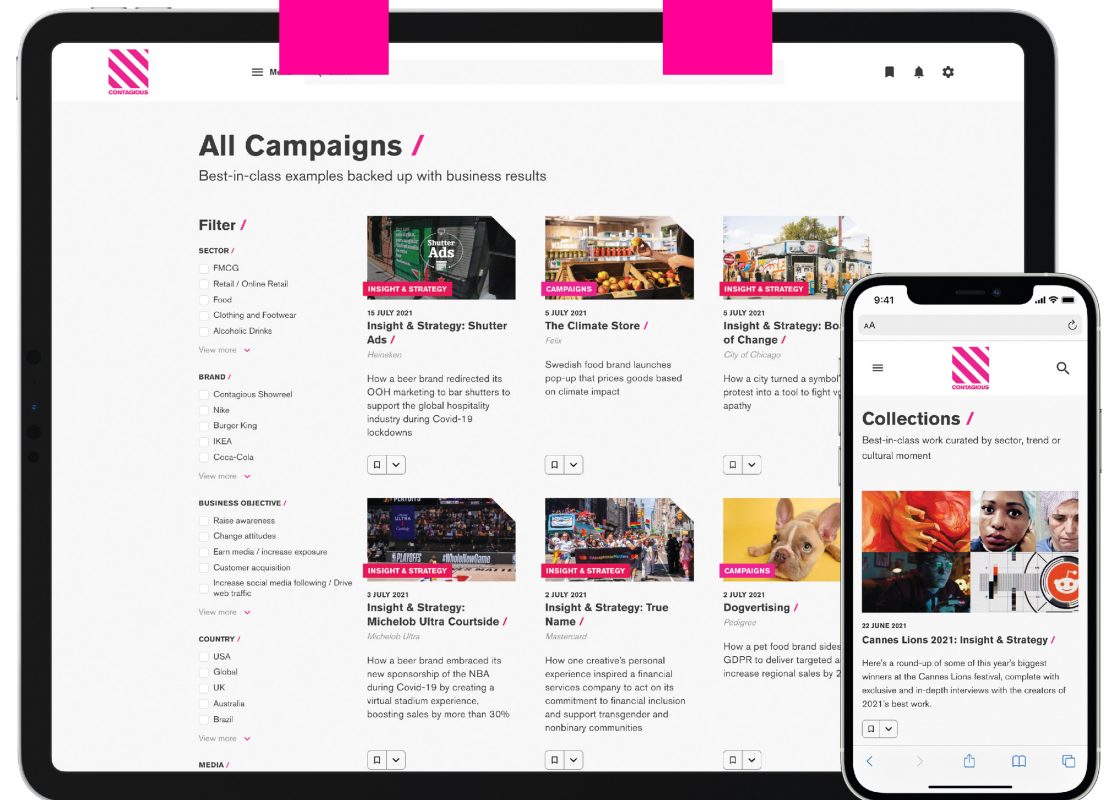 CONTAGIOUS
All Campaigns /
Best-in-class examples backed up with business results
Filter /
SECTOR /
FMCG
Retail / Online Retail
Food
Clothing and Footwear
Alcoholic Drinks
View more
BRAND /
Contagious Showreel
Nike
Burger King
IKEA
Coca-Cola
View more
BUSINESS OBJECTIVE /
Raise awareness
Change attitudes
Earn media / increase exposure
Customer acquisition
Increase social media following / Drive
web traffic
View more
COUNTRY /
USA
Global
UK
Australia
Brazil
View more
MEDIA /
Shutter
Ads
INSIGHT & STRATEGY
15 JULY 2021
Insight & Strategy: Shutter
Ads /
Heineken
How a beer brand redirected its
OOH marketing to bar shutters to
support the global hospitality
industry during Covid-19
lockdowns
CAMPAIGNS
5 JULY 2021
The Climate Store /
Felix
Swedish food brand launches
pop-up that prices goods based
on climate impact
INSIGHT & STRATEGY
5 JULY 2021
Insight & Strategy:
of Change /
City of Chicago
How a city turned a symbol
protest into a tool to fight
apathy
PLAYOFFS
ULTRA
PLAYOFFS #WholeNewGame
INSIGHT & STRATEGY
3 JULY 2021
Insight & Strategy:
Michelob Ultra Courtside /
Michelob Ultra
How a beer brand embraced its
new sponsorship of the NBA
during Covid-19 by creating a
virtual stadium experience,
boosting sales by more than 30%
INSIGHT & STRATEGY
2 JULY 2021
Insight & Strategy: True
Name /
Mastercard
How one creative's personal
experience inspired a financial
services company to act on its
commitment to financial inclusion
and support transgender and
nonbinary communities
CAMPAIGNS
2 JULY 2021
Dogvertising /
Pedigree
How a pet food brand sides
GDPR to deliver targeted
increase regional sales by
9:41
AA
CONTAGIOUS
Collections /
Best-in-class work curated by sector, trend or
cultural moment
22 JUNE 2021
Cannes Lions 2021: Insight & Strategy /
Here's a round-up of some of this year's biggest
winners at the Cannes Lions festival, complete with
exclusive and in-depth interviews with the creators of
2021's best work.